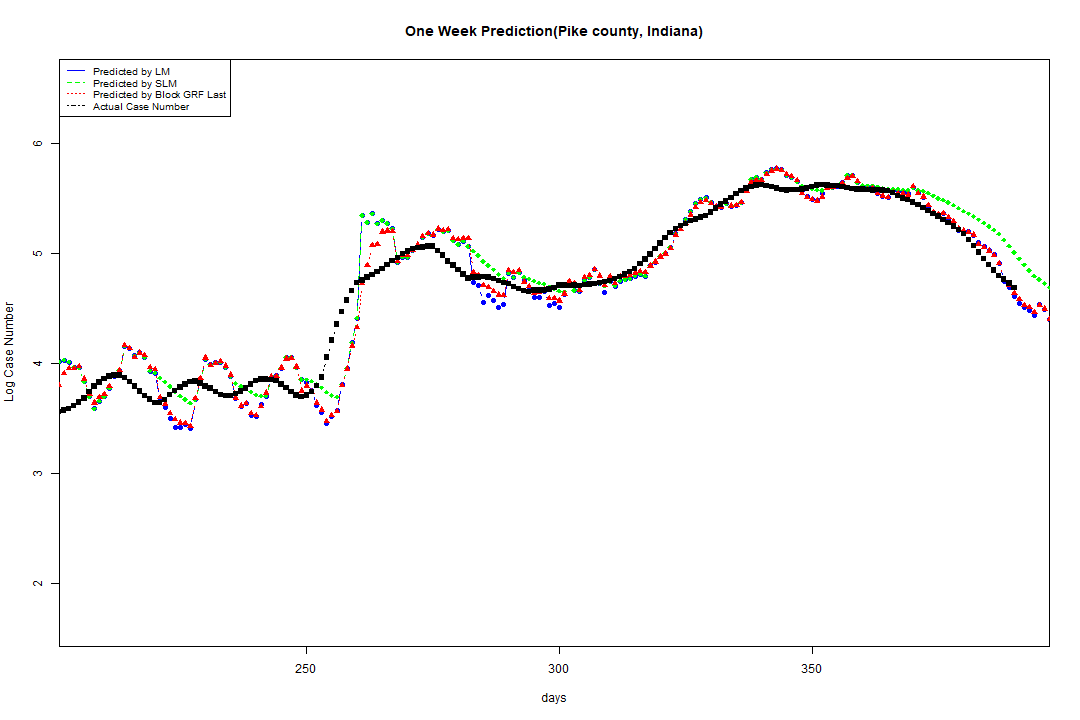 One Week Prediction(Pike county, Indiana)
Predicted by LM
Predicted by SLM
Predicted by Block GRF Last
Actual Case Number
6
5
4
3
2
Log Case Number
250 300 350
days